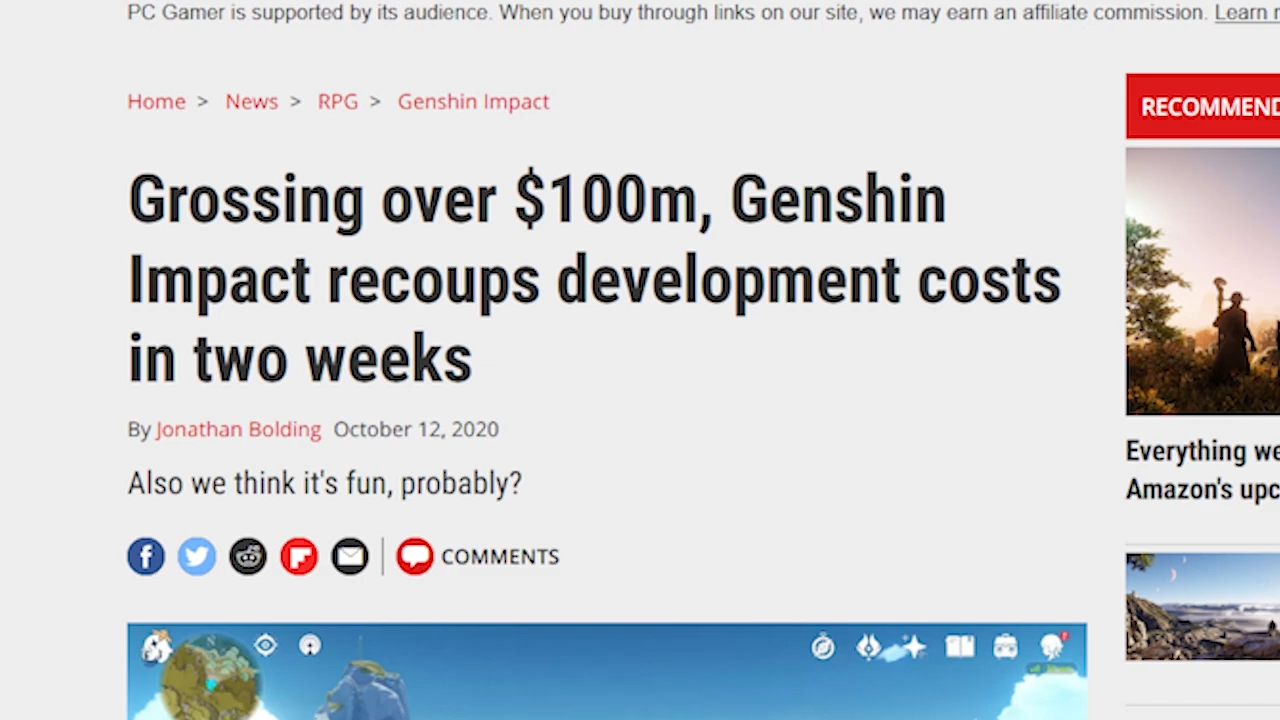 PC Gamer is supported by its audience. When you buy through links on our site, we may earn an affiliate commission. Learn
Home > News > RPG > Genshin Impact
RECOMMEND
Grossing over $100m, Genshin
Impact recoups development costs
in two weeks
By Jonathan Bolding October 12, 2020
Also we think it's fun, probably?
COMMENTS
Everything we
Amazon's upc